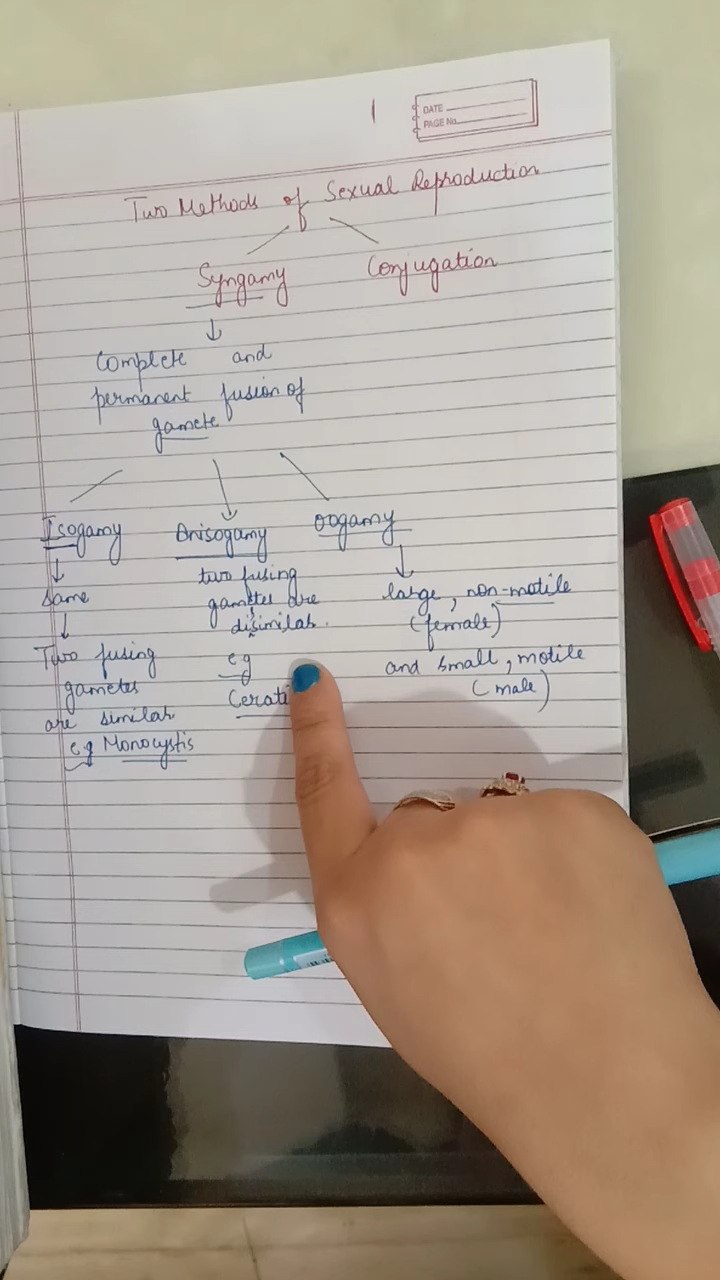 1
DATE
PAGE No.
Two Methods of Sexual Reproduction
Syngamy
Conjugation
Complete and
permanent fusion of
gamete
Isogamy
same
Two fusing
gametes
are similar
eg Monocystis
Anisogamy
two fusing
gametes are
disimilar.
eg
Cerati
oogamy
large, non-motile
(female)
and small, motile
(male)